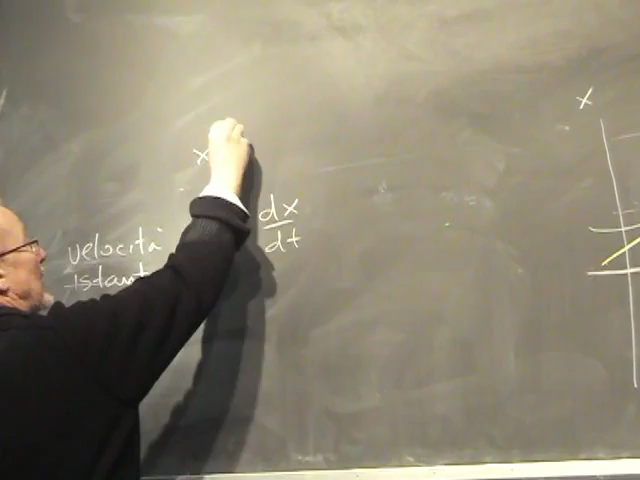 x
x
velocità
dx
dt